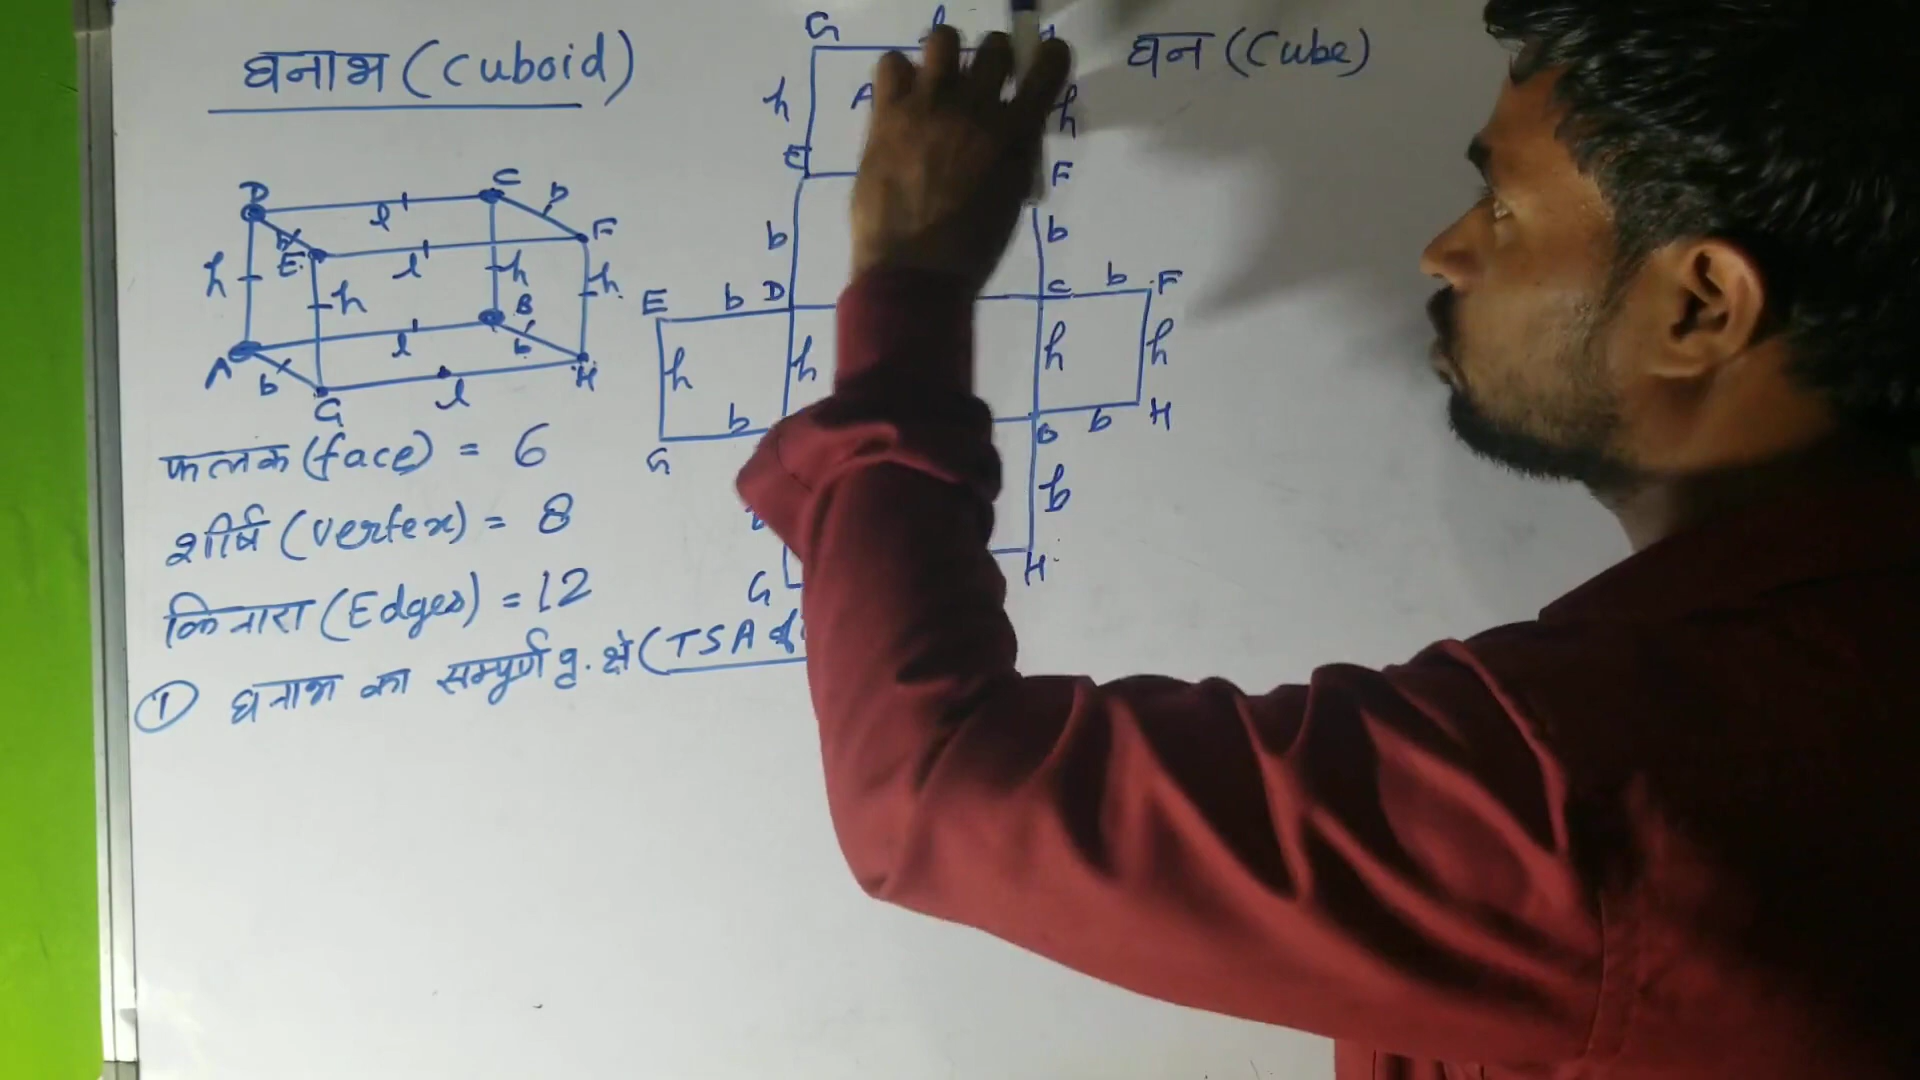 घनाभ (cuboid)
घन (Cube)
D C
l b
b E F
l
h h h h
A B
l b
b G H
l
फलक (face) = 6
शीर्ष (vertex) = 8
किनारा (Edges) = 12
① घनाभ का सम्पुर्ण पृ. क्षे (TSA
G
h A h
E F
b b
E b D C b F
h h h h
b B b H
G
b
G H